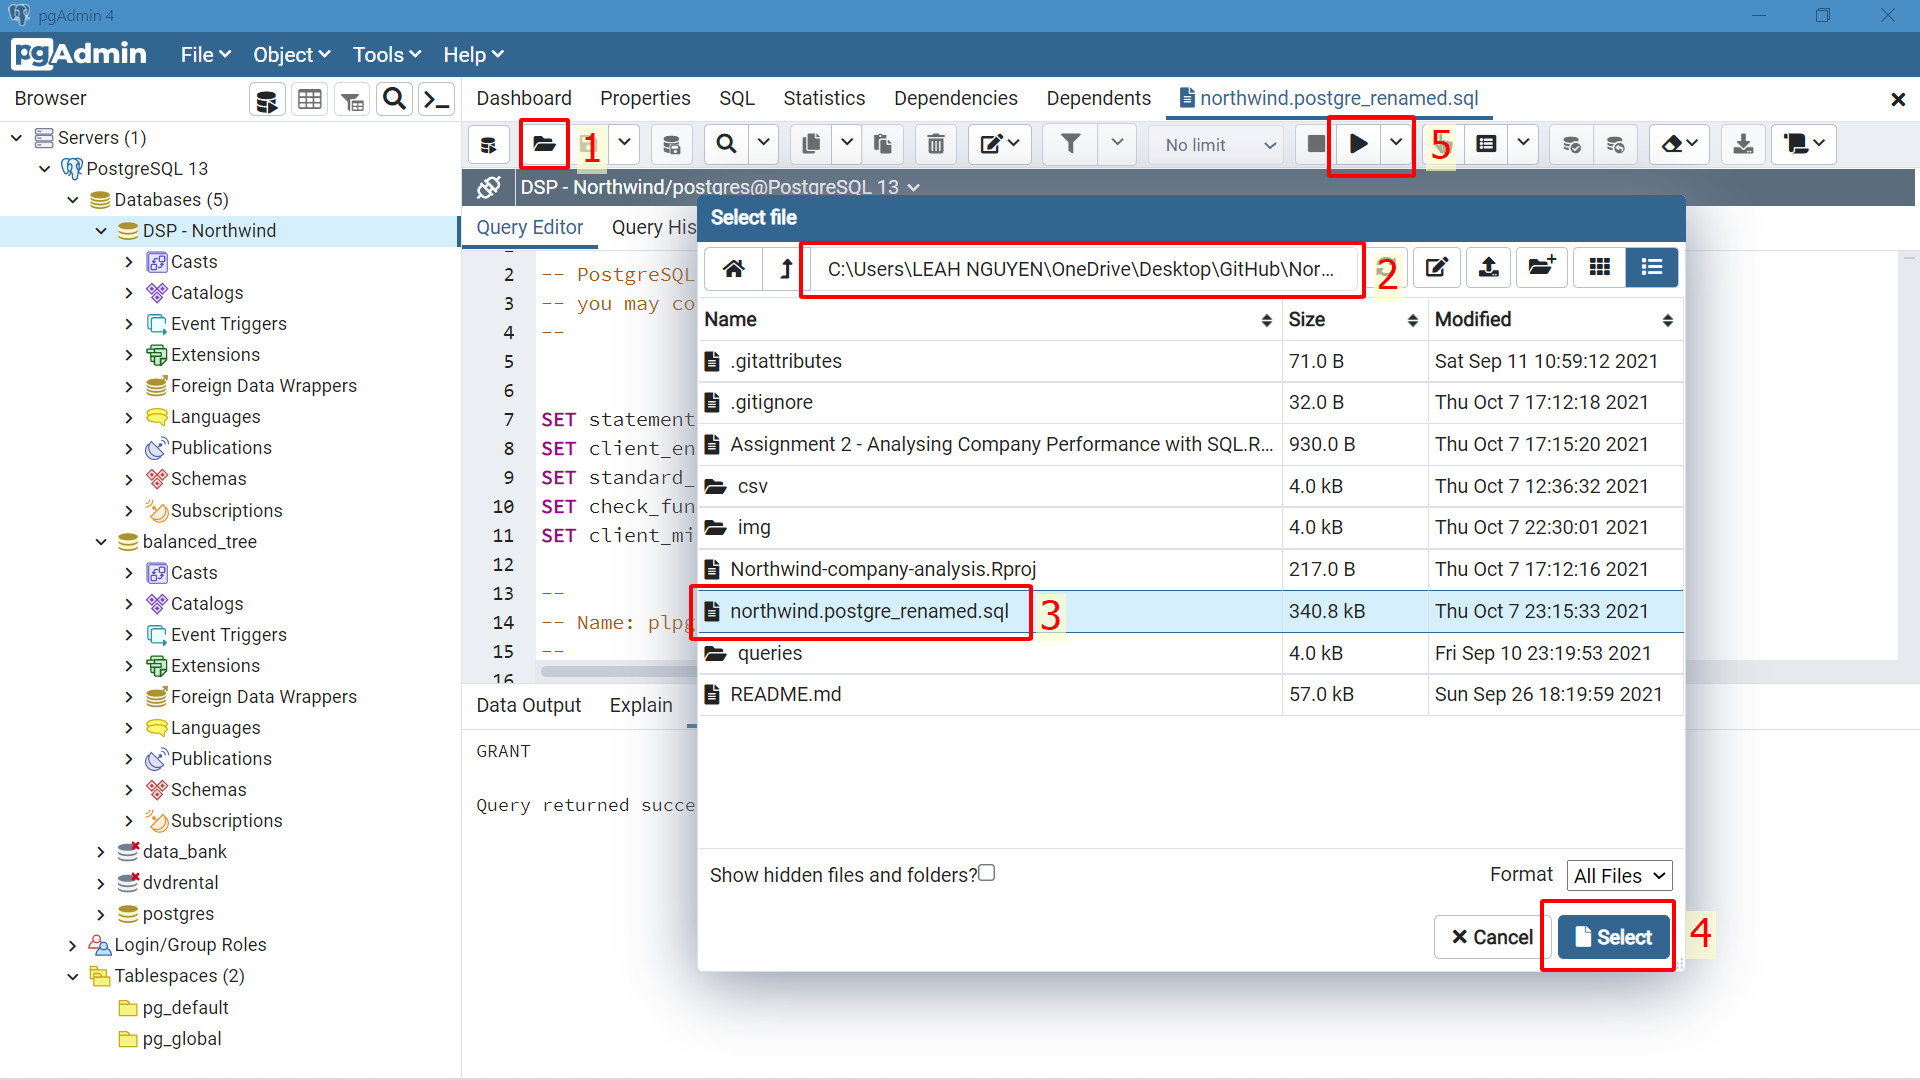 pgAdmin 4
pgAdmin File Object Tools Help
Browser
Dashboard Properties SQL Statistics Dependencies Dependents northwind.postgre_renamed.sql
1 No limit 5
DSP - Northwind/postgres@PostgreSQL 13
Query Editor Query His
Servers (1)
PostgreSQL 13
Databases (5)
DSP - Northwind
Casts
Catalogs
Event Triggers
Extensions
Foreign Data Wrappers
Languages
Publications
Schemas
Subscriptions
balanced_tree
Casts
Catalogs
Event Triggers
Extensions
Foreign Data Wrappers
Languages
Publications
Schemas
Subscriptions
data_bank
dvdrental
postgres
Login/Group Roles
Tablespaces (2)
pg_default
pg_global
2 -- PostgreSQL
3 -- you may co
4 --
5
6
7 SET statement
8 SET client_en
9 SET standard_
10 SET check_fun
11 SET client_mi
12
13 --
14 -- Name: plpg
15 --
16
Data Output Explain
GRANT
Query returned succe
Select file
C:\Users\LEAH NGUYEN\OneDrive\Desktop\GitHub\Nor... 2
Name Size Modified
.gitattributes 71.0 B Sat Sep 11 10:59:12 2021
.gitignore 32.0 B Thu Oct 7 17:12:18 2021
Assignment 2 - Analysing Company Performance with SQL.R... 930.0 B Thu Oct 7 17:15:20 2021
csv 4.0 kB Thu Oct 7 12:36:32 2021
img 4.0 kB Thu Oct 7 22:30:01 2021
Northwind-company-analysis.Rproj 217.0 B Thu Oct 7 17:12:16 2021
northwind.postgre_renamed.sql 3 340.8 kB Thu Oct 7 23:15:33 2021
queries 4.0 kB Fri Sep 10 23:19:53 2021
README.md 57.0 kB Sun Sep 26 18:19:59 2021
Show hidden files and folders? Format All Files
Cancel Select 4